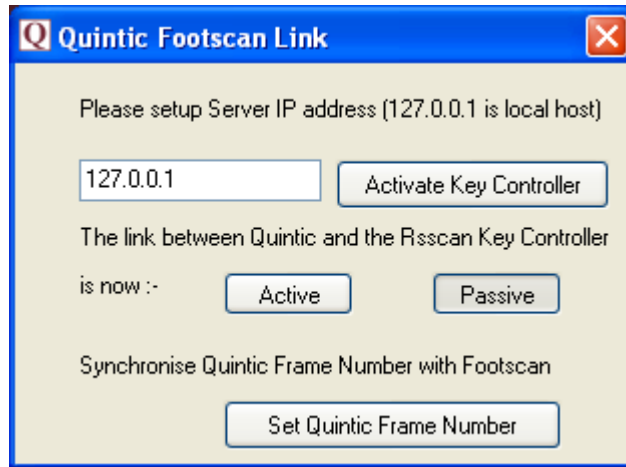 Q Quintic Footscan Link
Please setup Server IP address (127.0.0.1 is local host)
127.0.0.1 Activate Key Controller
The link between Quintic and the Rsscan Key Controller
is now :- Active Passive
Synchronise Quintic Frame Number with Footscan
Set Quintic Frame Number